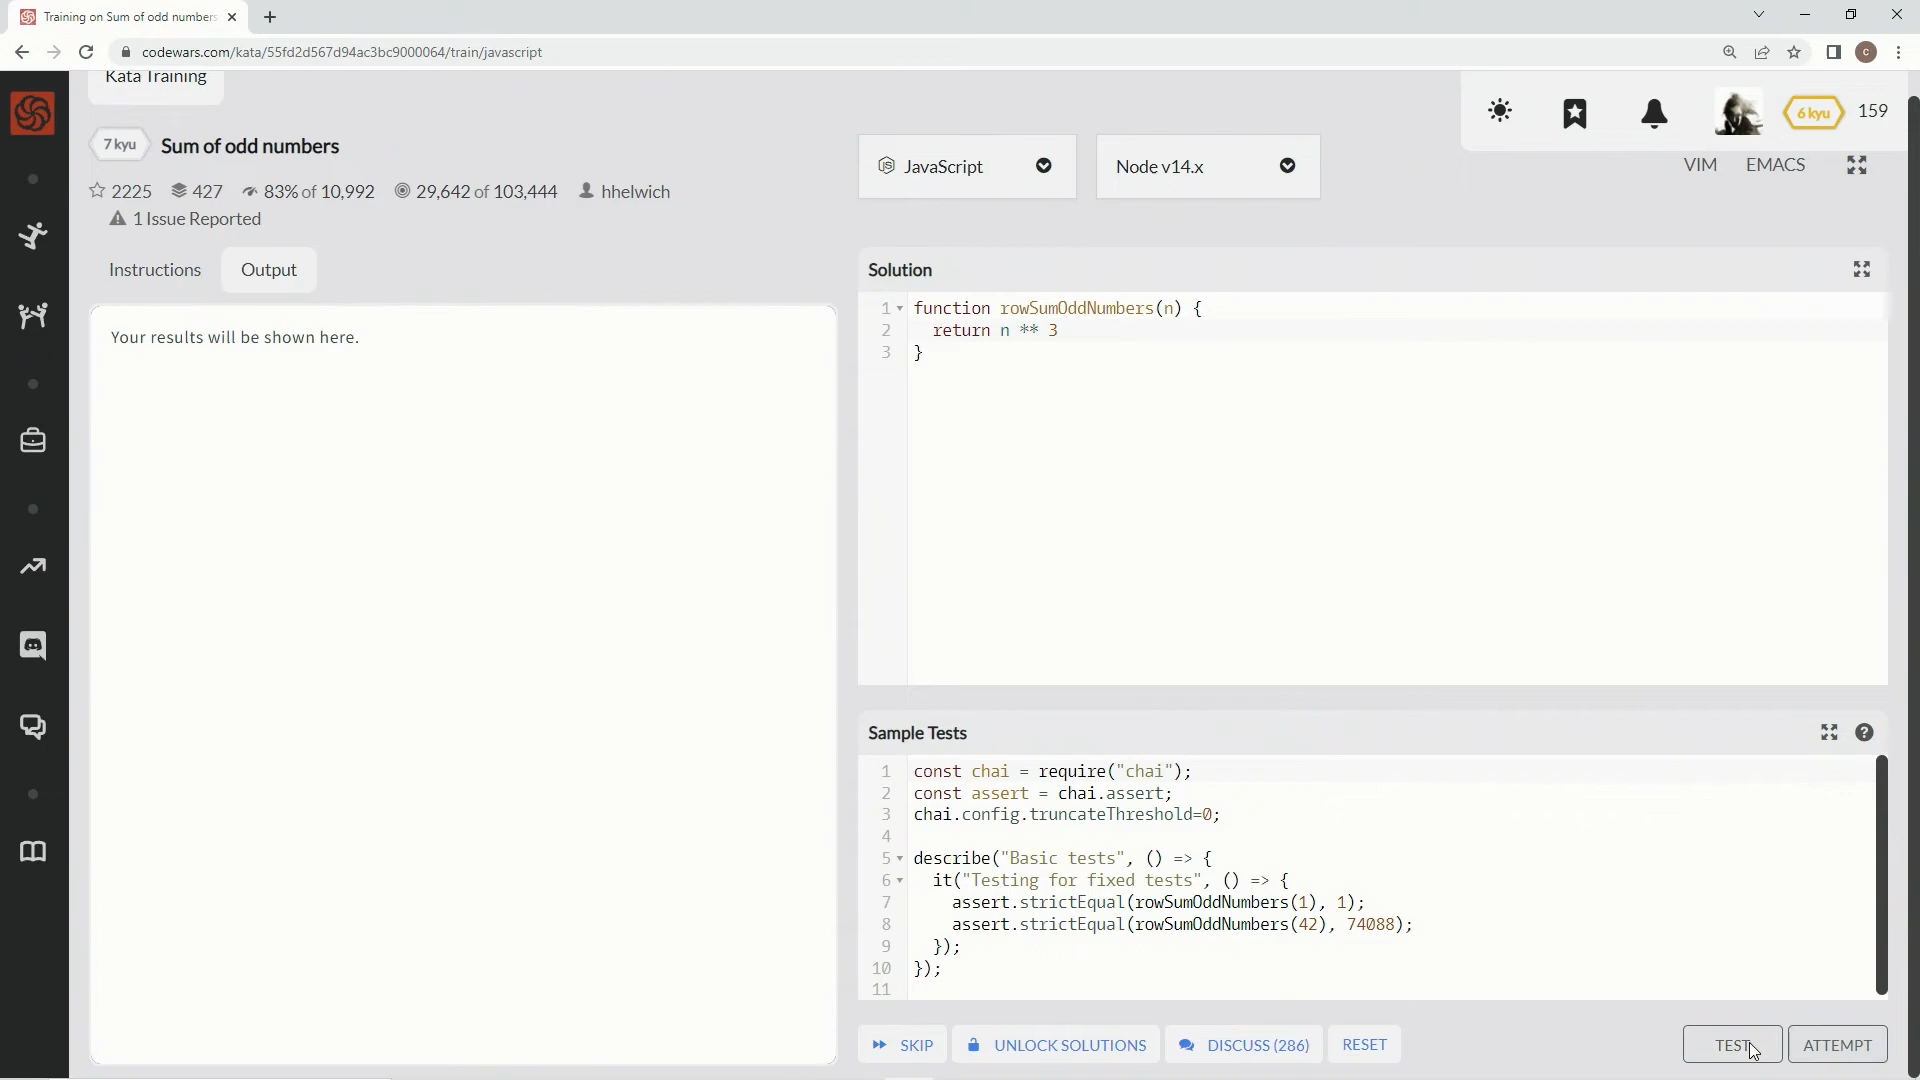 Training on Sum of odd numbers
codewars.com/kata/55fd2d567d94ac3bc9000064/train/javascript
C
Kata Training
6 kyu 159
7 kyu Sum of odd numbers
JavaScript
Node v14.x
VIM EMACS
2225 427 83% of 10,992 29,642 of 103,444 hhelwich
1 Issue Reported
Instructions Output
Your results will be shown here.
Solution
1 function rowSumOddNumbers(n) {
2 return n ** 3
3 }
Sample Tests
1 const chai = require("chai");
2 const assert = chai.assert;
3 chai.config.truncateThreshold=0;
4
5 describe("Basic tests", () => {
6 it("Testing for fixed tests", () => {
7 assert.strictEqual(rowSumOddNumbers(1), 1);
8 assert.strictEqual(rowSumOddNumbers(42), 74088);
9 });
10 });
11
SKIP UNLOCK SOLUTIONS DISCUSS (286) RESET TEST ATTEMPT